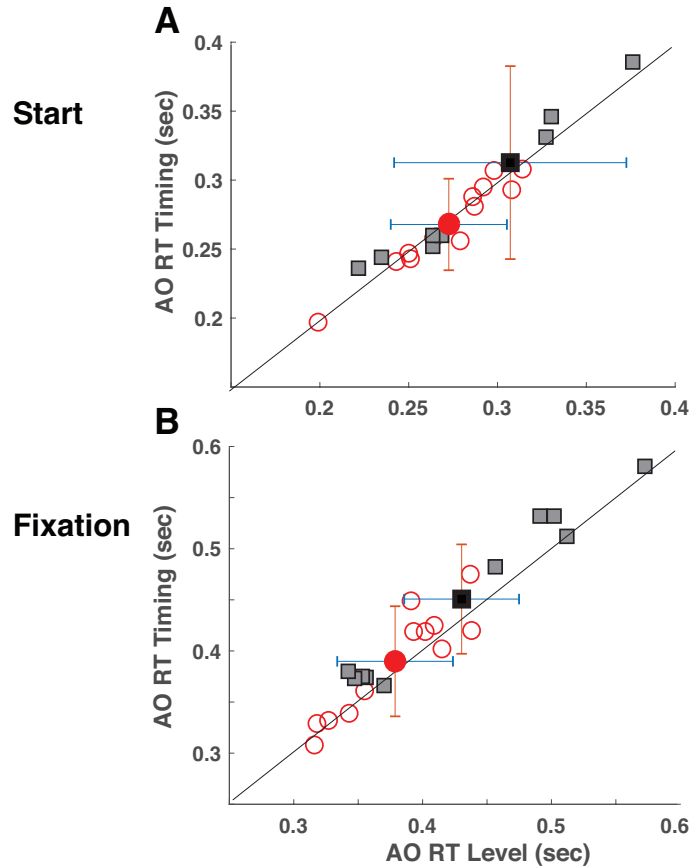 A
Start
AO RT Timing (sec)
0.4
0.35
0.3
0.25
0.2
0.2 0.25 0.3 0.35 0.4
B
Fixation
AO RT Timing (sec)
0.6
0.5
0.4
0.3
0.3 0.4 0.5 0.6
AO RT Level (sec)